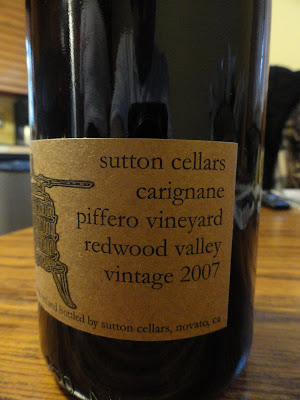 sutton cellars
carignane
piffero vineyard
redwood valley
vintage 2007
bottled by sutton cellars, novato, ca